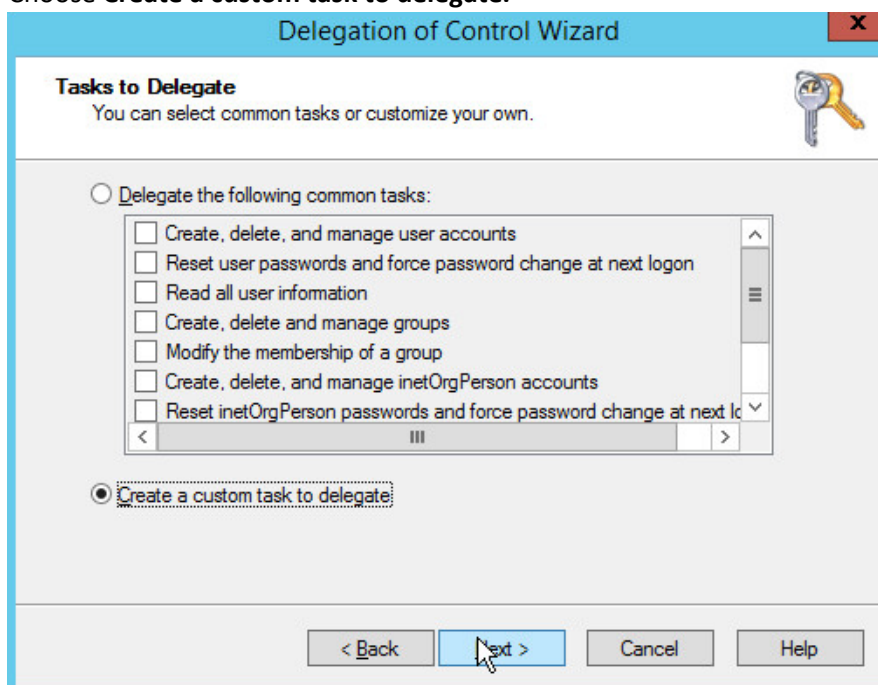 Choose Create a custom task to delegate.
Delegation of Control Wizard
x
Tasks to Delegate
You can select common tasks or customize your own.
Delegate the following common tasks:
Create, delete, and manage user accounts
Reset user passwords and force password change at next logon
Read all user information
Create, delete and manage groups
Modify the membership of a group
Create, delete, and manage inetOrgPerson accounts
Reset inetOrgPerson passwords and force password change at next lo
Create a custom task to delegate
< Back Next > Cancel Help